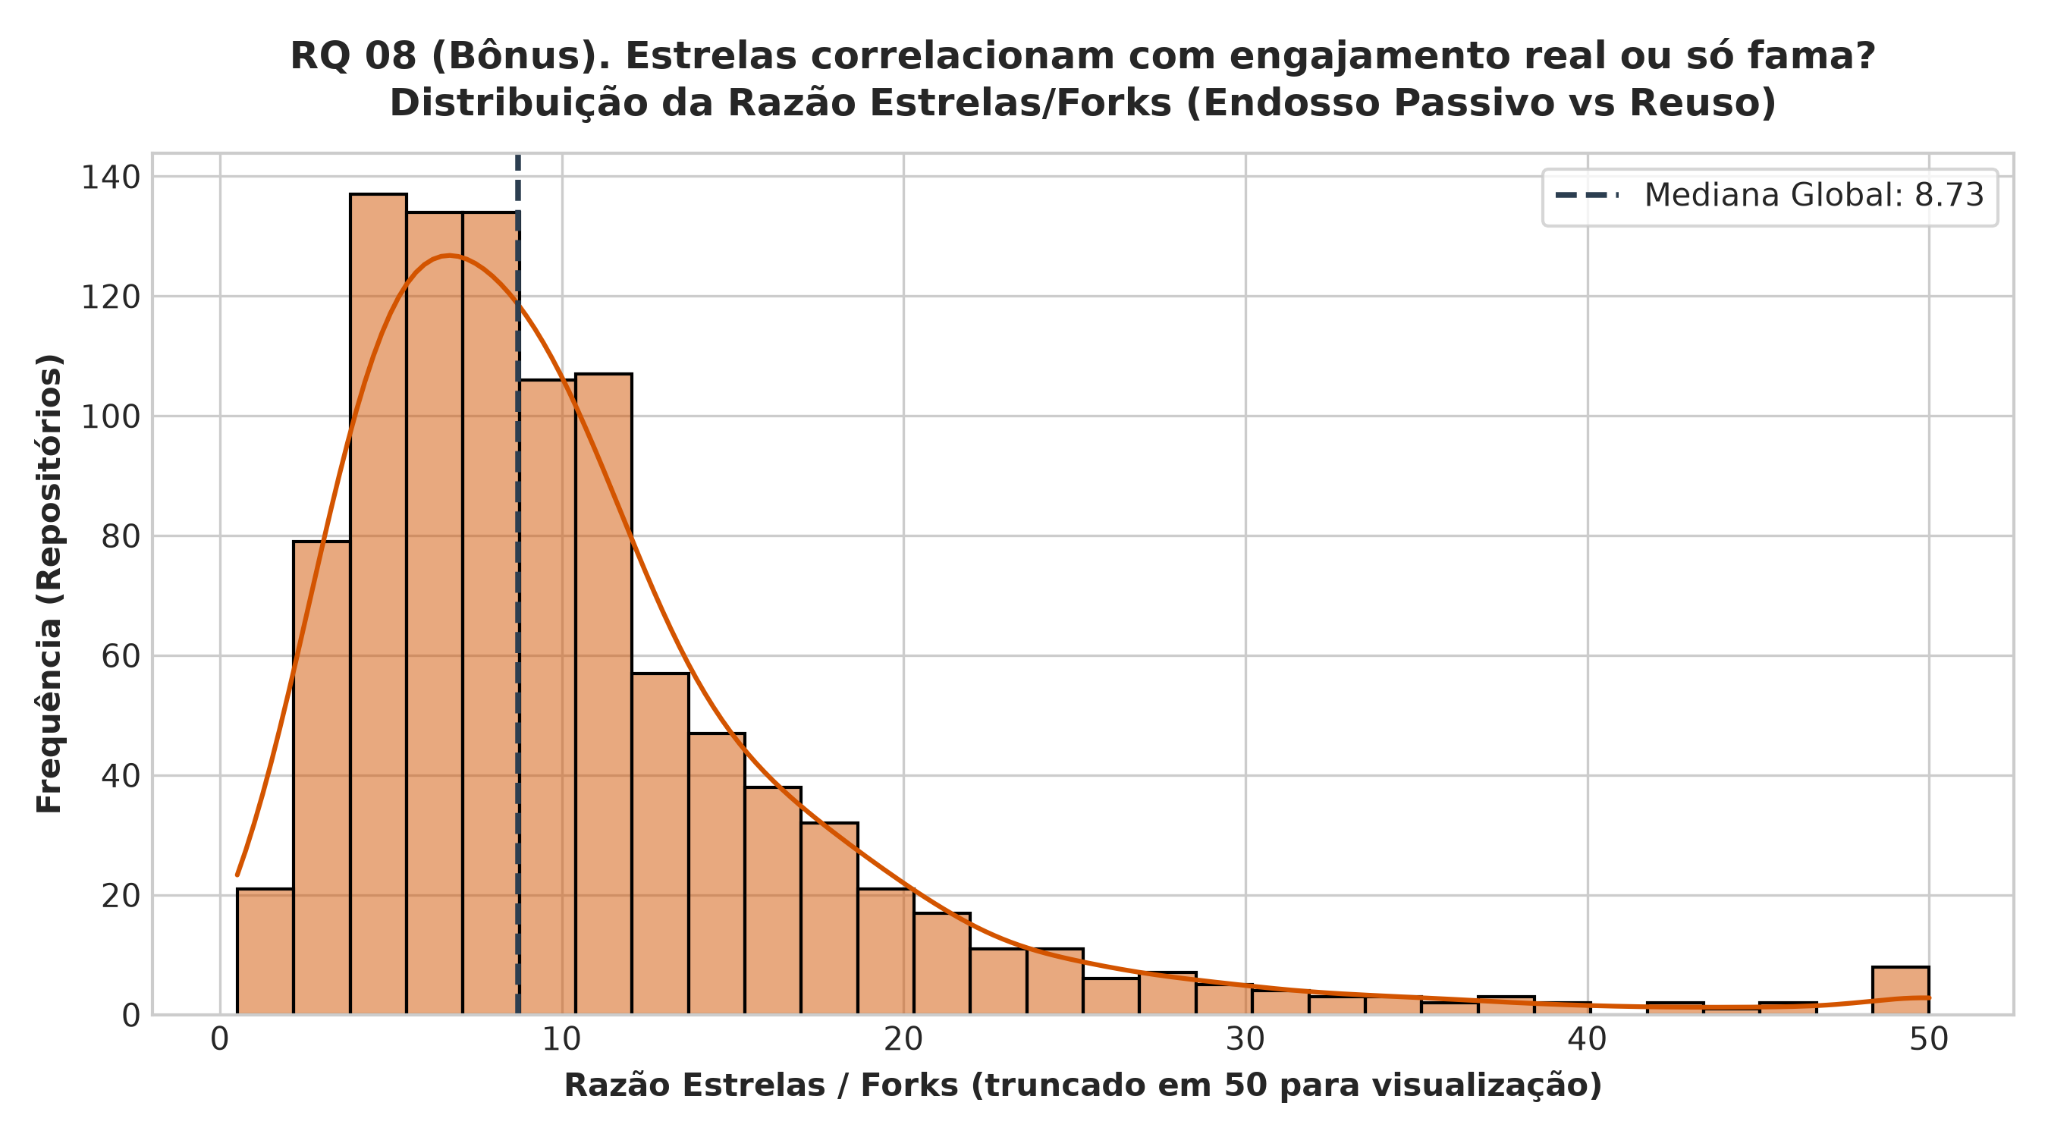 RQ 08 (Bônus). Estrelas correlacionam com engajamento real ou só fama?
Distribuição da Razão Estrelas/Forks (Endosso Passivo vs Reuso)
Mediana Global: 8.73
Frequência (Repositórios)
140
120
100
80
60
40
20
0
0 10 20 30 40 50
Razão Estrelas / Forks (truncado em 50 para visualização)